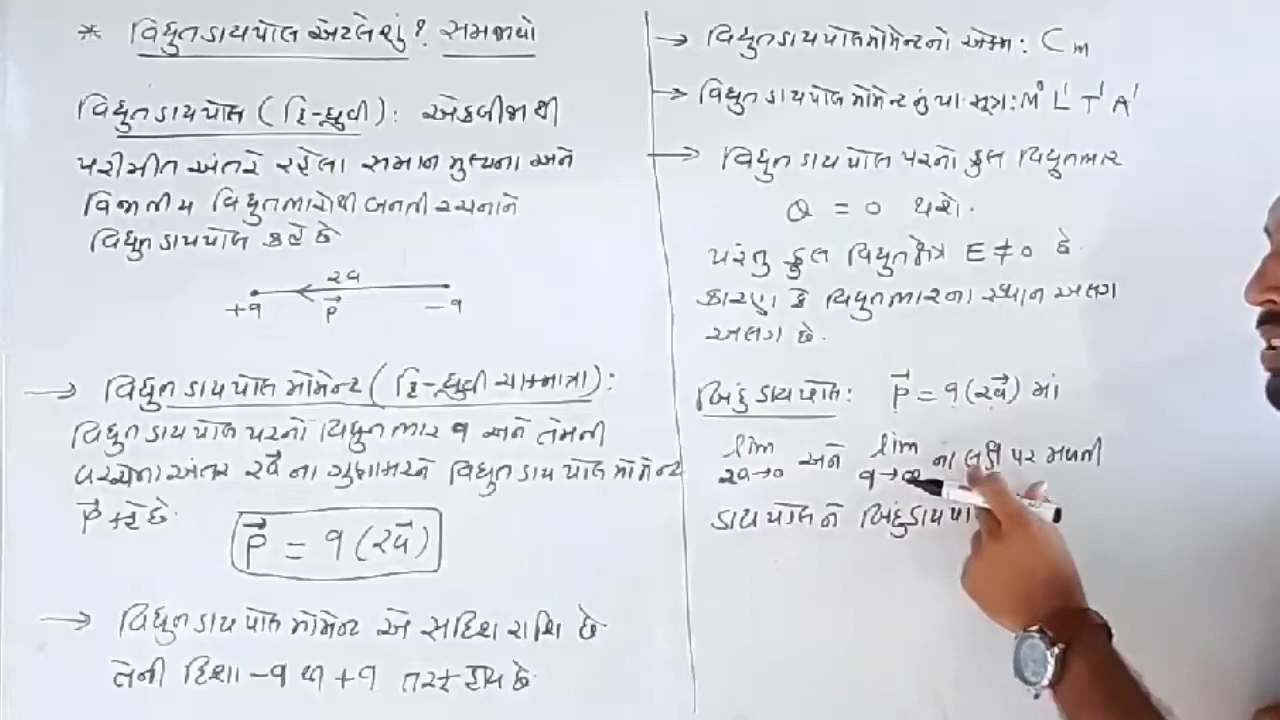 * વિદ્યુતડાયપોલ એટલેશું? સમજાવો
વિદ્યુતડાયપોલ (દ્વિ-ધ્રુવી): એકબીજાથી
પરીમીત અંતરે રહેલા સમાન મુલ્યના અને
વિજાતીય વિદ્યુતભારોથી બનતી રચનાને
વિદ્યુતડાયપોલ કહે છે
2a
+q p⃗ -q
→ વિદ્યુતડાયપોલ મોમેન્ટ (દ્વિ-ધ્રુવી ચાકમાત્રા):
વિદ્યુતડાયપોલ પરનો વિદ્યુતભાર q અને તેમની
વચ્ચેના અંતર 2a⃗ ના ગુણાકારને વિદ્યુતડાયપોલ મોમેન્ટ
p⃗ કહે છે.
p⃗ = q(2a⃗)
→ વિદ્યુતડાયપોલ મોમેન્ટ એ સદિશ રાશિ છે
તેની દિશા -q થી +q તરફ હોય છે.
→ વિદ્યુતડાયપોલમોમેન્ટનો એકમ: Cm
→ વિદ્યુતડાયપોલમોમેન્ટનું પા.સૂત્ર: M⁰ L¹ T¹ A¹
→ વિદ્યુતડાયપોલ પરનો કુલ વિદ્યુતભાર
Q = 0 થશે.
પરંતુ કુલ વિદ્યુતક્ષેત્ર E ≠ 0 છે.
કારણ કે વિદ્યુતભારના સ્થાન અલગ
અલગ છે.
બિંદુડાયપોલ: p⃗ = q(2a⃗) માં
lim 2a→0 અને lim q→∞ ના લક્ષ પર મળતી
ડાયપોલને બિંદુડાયપો